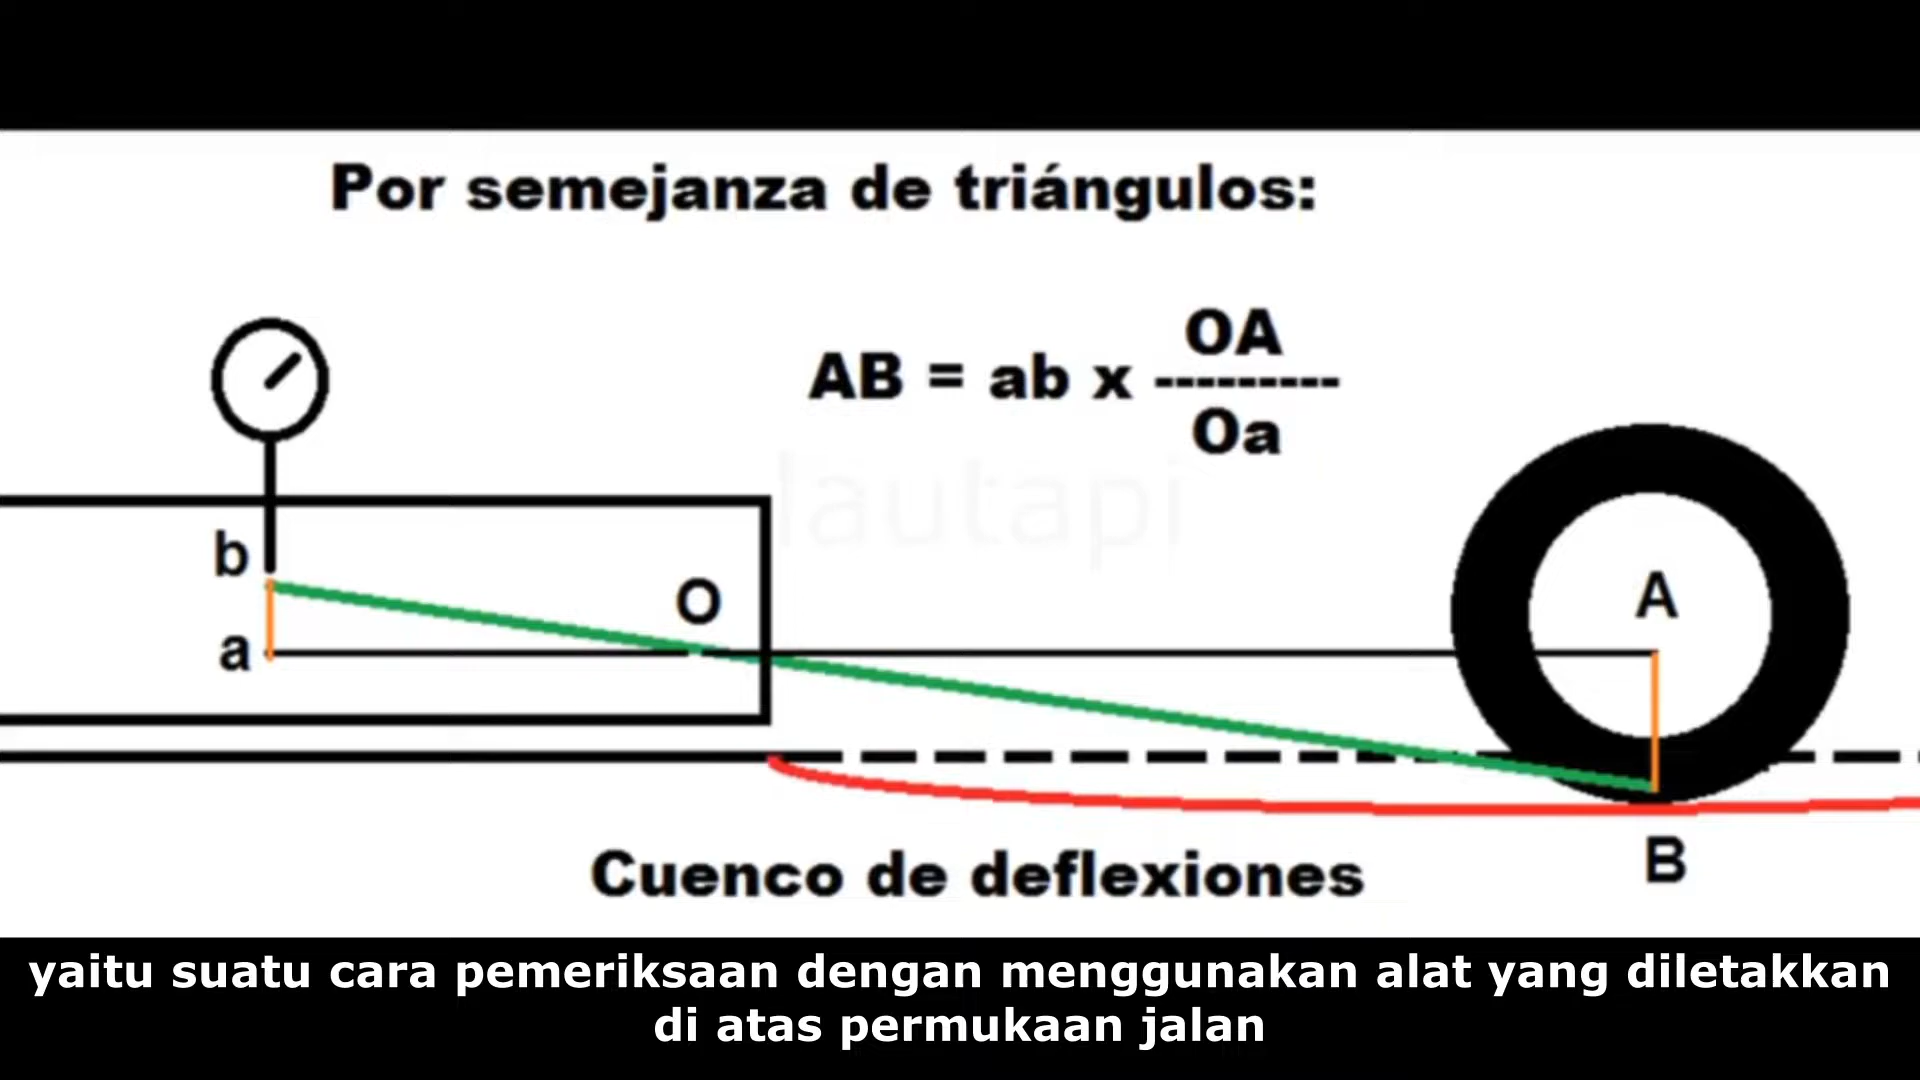 Por semejanza de triángulos:
OA
AB = ab x ---------
Oa
lautapi
b
O
a
A
B
Cuenco de deflexiones
yaitu suatu cara pemeriksaan dengan menggunakan alat yang diletakkan
di atas permukaan jalan